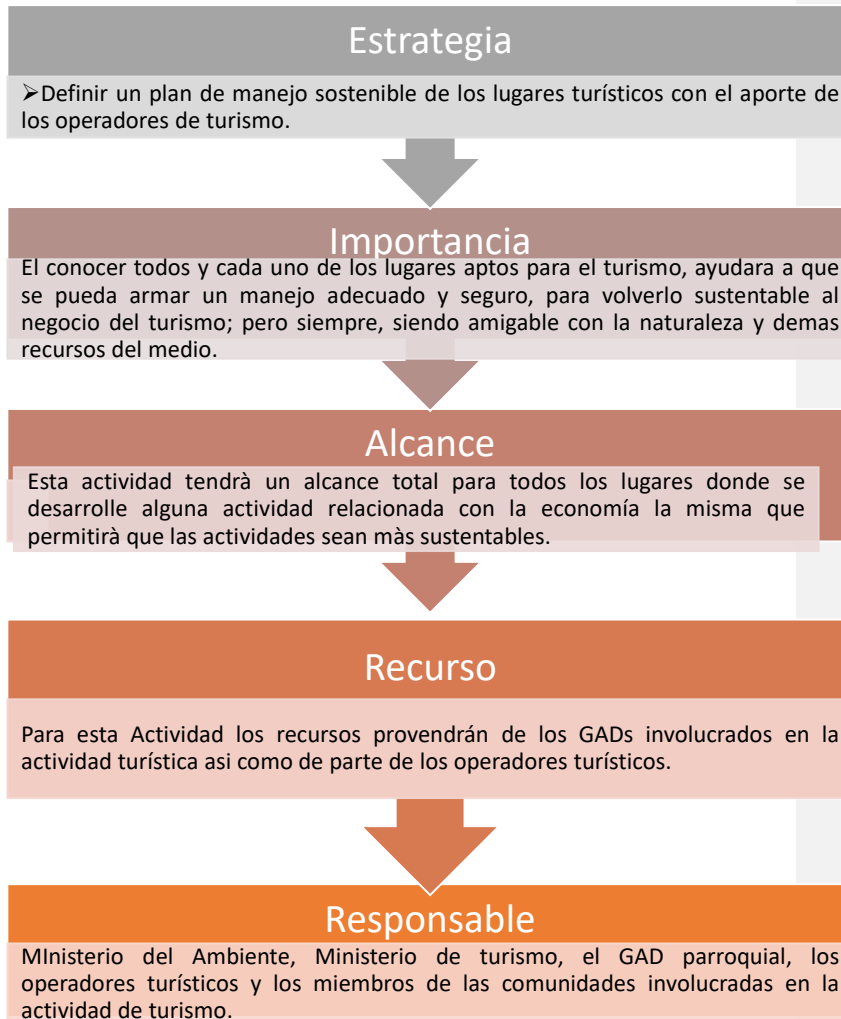 Estrategia
➢Definir un plan de manejo sostenible de los lugares turísticos con el aporte de
los operadores de turismo.
Importancia
El conocer todos y cada uno de los lugares aptos para el turismo, ayudara a que
se pueda armar un manejo adecuado y seguro, para volverlo sustentable al
negocio del turismo; pero siempre, siendo amigable con la naturaleza y demas
recursos del medio.
Alcance
Esta actividad tendrà un alcance total para todos los lugares donde se
desarrolle alguna actividad relacionada con la economía la misma que
permitirà que las actividades sean màs sustentables.
Recurso
Para esta Actividad los recursos provendrán de los GADs involucrados en la
actividad turística asi como de parte de los operadores turísticos.
Responsable
MInisterio del Ambiente, Ministerio de turismo, el GAD parroquial, los
operadores turísticos y los miembros de las comunidades involucradas en la
actividad de turismo.